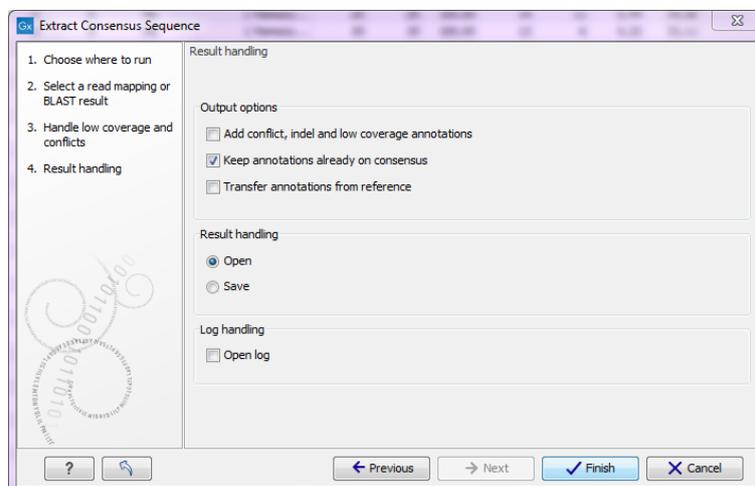 Gx Extract Consensus Sequence
1. Choose where to run
2. Select a read mapping or
BLAST result
3. Handle low coverage and
conflicts
4. Result handling
Result handling
Output options
Add conflict, indel and low coverage annotations
Keep annotations already on consensus
Transfer annotations from reference
Result handling
Open
Save
Log handling
Open log
?
Previous
Next
Finish
Cancel